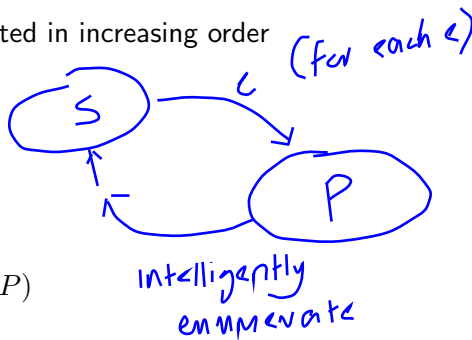 ted in increasing order
(for each e)
c
S
P
P)
Intelligently
enumerate